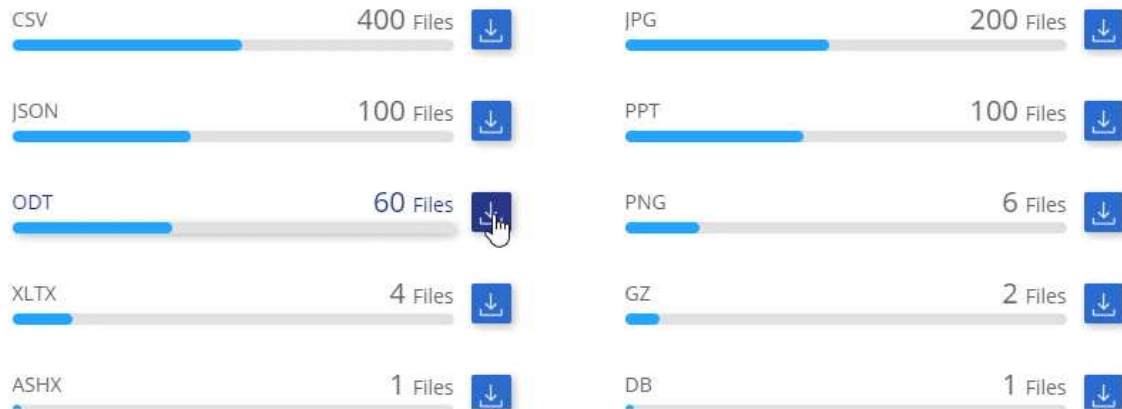 CSV 400 Files JPG 200 Files
JSON 100 Files PPT 100 Files
ODT 60 Files PNG 6 Files
XLTX 4 Files GZ 2 Files
ASHX 1 Files DB 1 Files